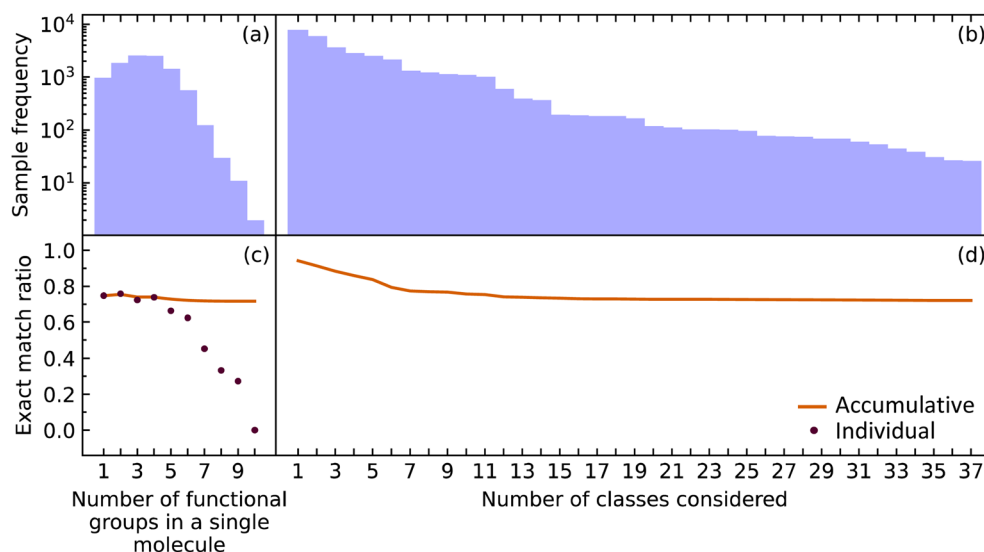 10⁴
10³
10²
10¹
Sample frequency
(a)
(b)
1.0
0.8
0.6
0.4
0.2
0.0
Exact match ratio
(c)
(d)
Accumulative
Individual
1 3 5 7 9
1 3 5 7 9 11 13 15 17 19 21 23 25 27 29 31 33 35 37
Number of functional
groups in a single
molecule
Number of classes considered